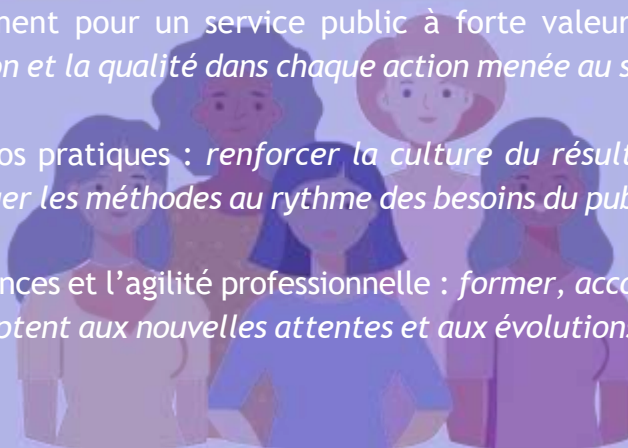 ment pour un service public à forte valeur
on et la qualité dans chaque action menée au s
os pratiques : renforcer la culture du résult
er les méthodes au rythme des besoins du pub
nces et l’agilité professionnelle : former, acco
ptent aux nouvelles attentes et aux évolutions